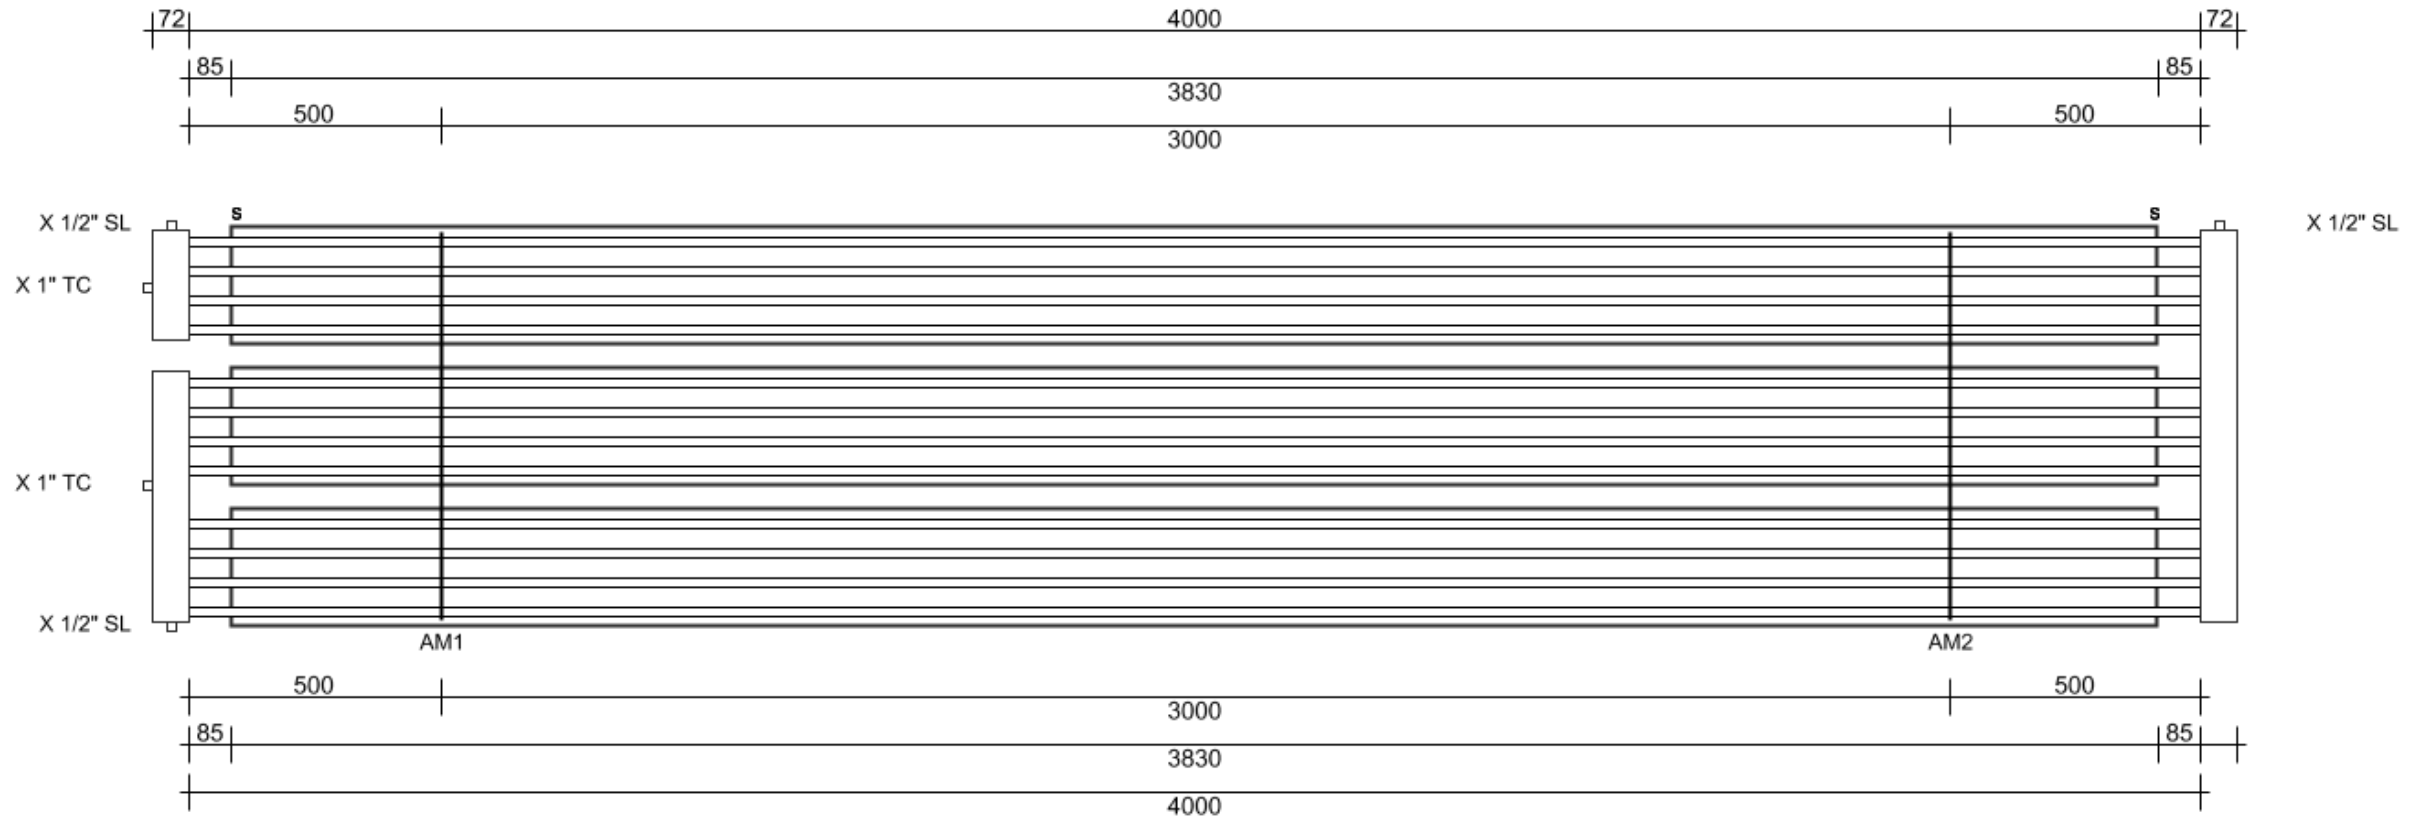 72 4000 72
85 3830 85
500 3000 500
s s
X 1/2" SL X 1/2" SL
X 1" TC
X 1" TC
X 1/2" SL
AM1 AM2
500 3000 500
85 3830 85
4000